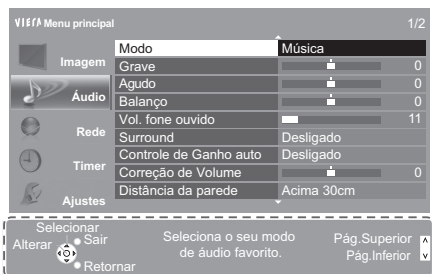 VIErA Menu principal 1/2
Imagem
Áudio
Rede
Timer
Ajustes
Modo Música
Grave 0
Agudo 0
Balanço 0
Vol. fone ouvido 11
Surround Desligado
Controle de Ganho auto Desligado
Correção de Volume 0
Distância da parede Acima 30cm
Selecionar
Alterar Sair
Retornar
Seleciona o seu modo
de áudio favorito.
Pág.Superior
Pág.Inferior